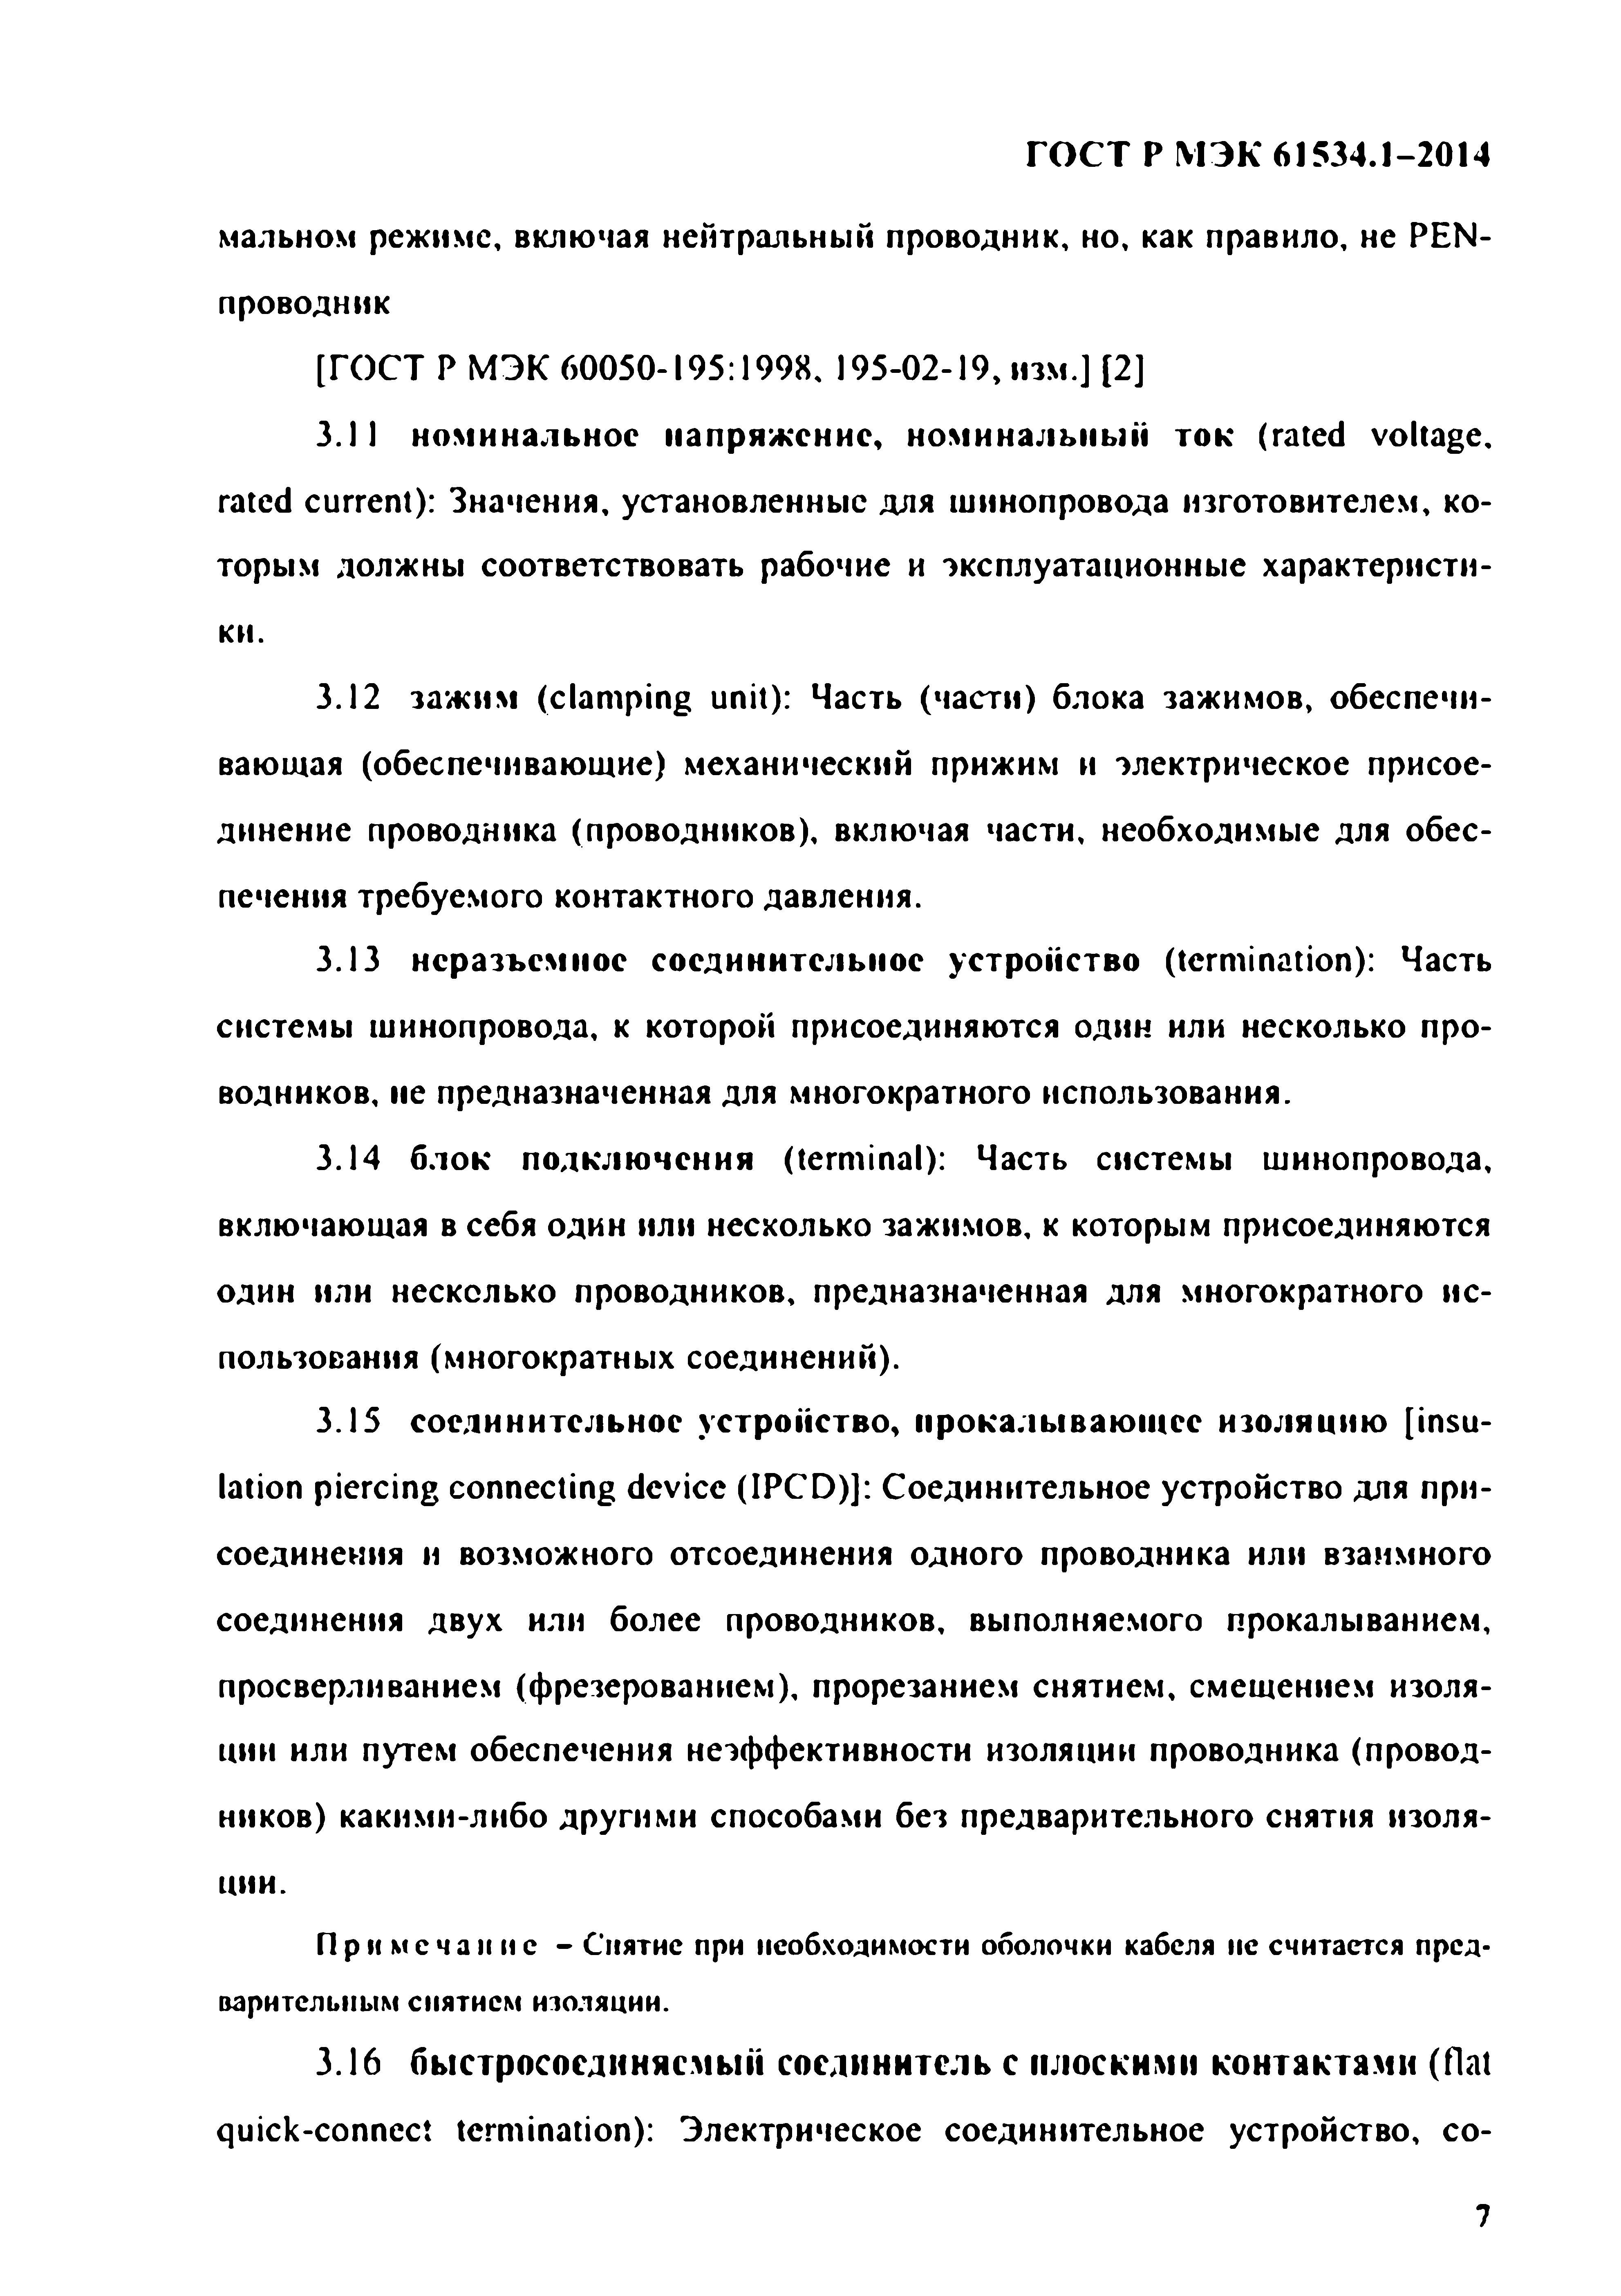 ГОСТ Р МЭК 61534.1–2014
мальном режиме, включая нейтральный проводник, но, как правило, не PEN-
проводник
[ГОСТ Р МЭК 60050-195:1998, 195-02-19, изм.] [2]
3.11 номинальное напряжение, номинальный ток (rated voltage,
rated current): Значения, установленные для шинопровода изготовителем, ко-
торым должны соответствовать рабочие и эксплуатационные характеристи-
ки.
3.12 зажим (clamping unit): Часть (части) блока зажимов, обеспечи-
вающая (обеспечивающие) механический прижим и электрическое присое-
динение проводника (проводников), включая части, необходимые для обес-
печения требуемого контактного давления.
3.13 неразъемное соединительное устройство (termination): Часть
системы шинопровода, к которой присоединяются один или несколько про-
водников, не предназначенная для многократного использования.
3.14 блок подключения (terminal): Часть системы шинопровода,
включающая в себя один или несколько зажимов, к которым присоединяются
один или несколько проводников, предназначенная для многократного ис-
пользования (многократных соединений).
3.15 соединительное устройство, прокалывающее изоляцию [insu-
lation piercing connecting device (IPCD)]: Соединительное устройство для при-
соединения и возможного отсоединения одного проводника или взаимного
соединения двух или более проводников, выполняемого прокалыванием,
просверливанием (фрезерованием), прорезанием снятием, смещением изоля-
ции или путем обеспечения неэффективности изоляции проводника (провод-
ников) какими-либо другими способами без предварительного снятия изоля-
ции.
Примечание – Снятие при необходимости оболочки кабеля не считается пред-
варительным снятием изоляции.
3.16 быстросоединяемый соединитель с плоскими контактами (flat
quick-connect termination): Электрическое соединительное устройство, со-
7